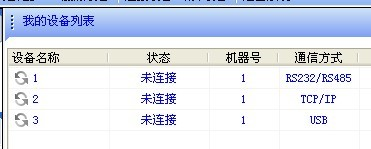 我的设备列表
设备名称 状态 机器号 通信方式
1 未连接 1 RS232/RS485
2 未连接 1 TCP/IP
3 未连接 1 USB